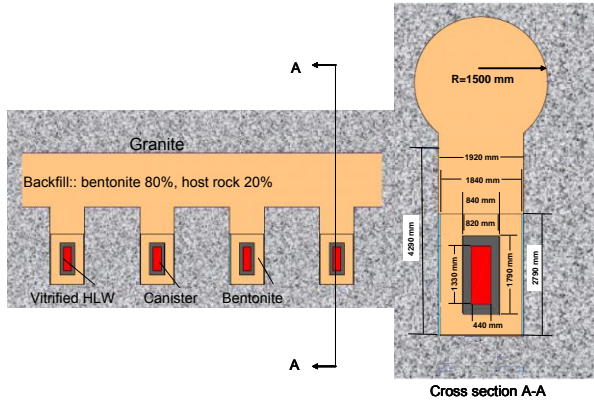 A
Granite
Backfill:: bentonite 80%, host rock 20%
Vitrified HLW
Canister
Bentonite
A
R=1500 mm
1920 mm
1840 mm
840 mm
820 mm
4290 mm
1330 mm
1790 mm
2790 mm
440 mm
Cross section A-A